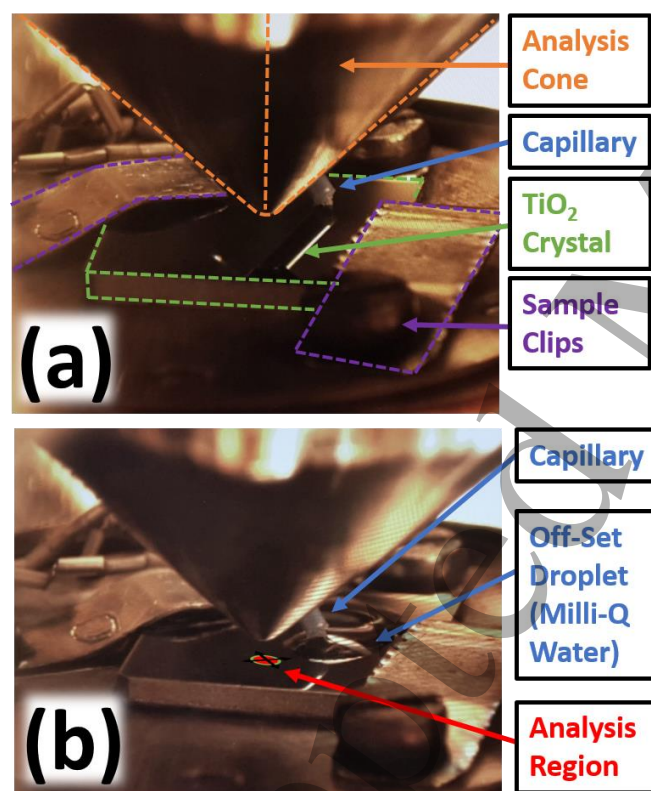 Analysis
Cone
Capillary
TiO₂
Crystal
Sample
Clips
(a)
Capillary
Off-Set
Droplet
(Milli-Q
Water)
Analysis
Region
(b)